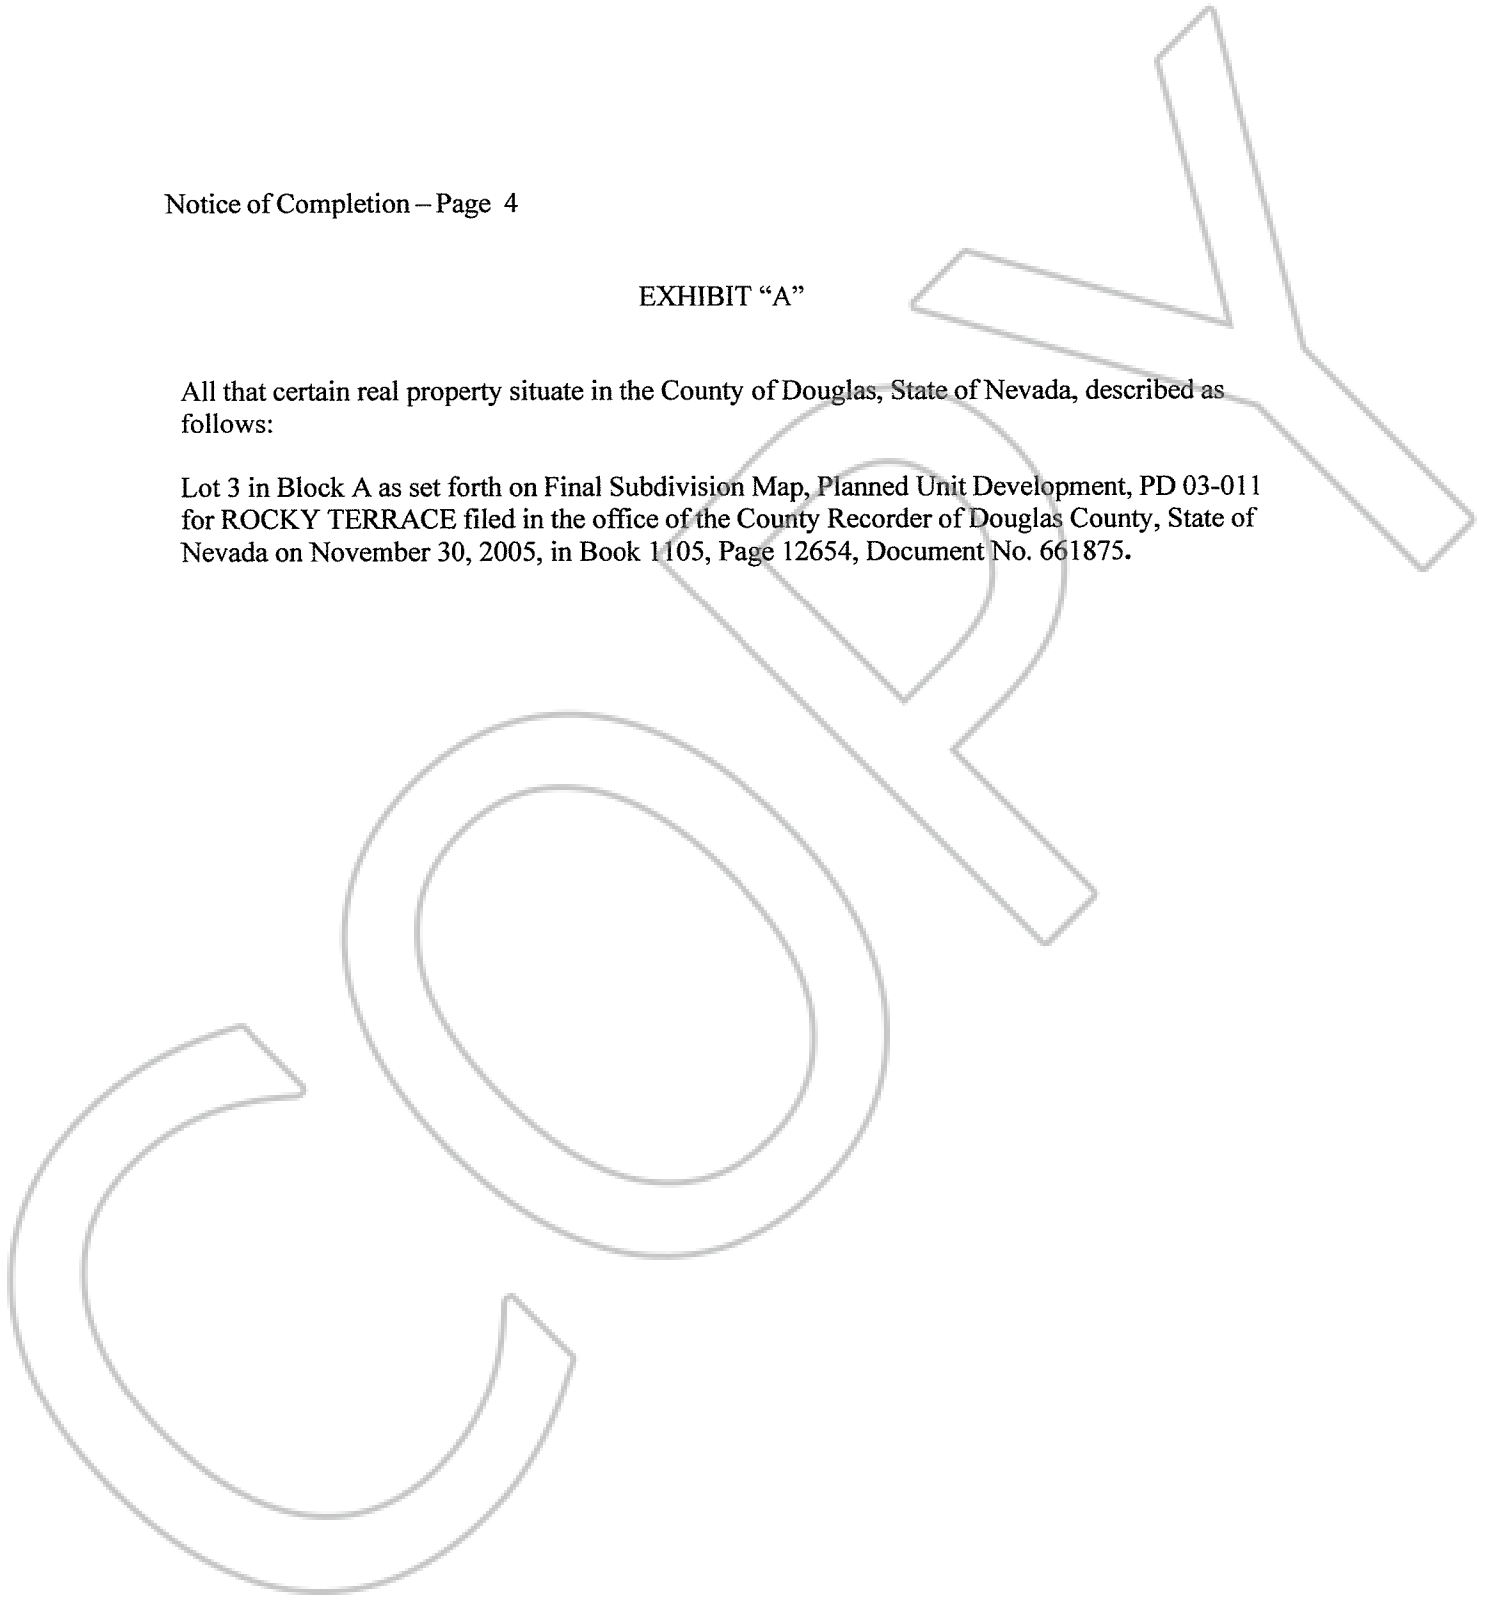 Notice of Completion – Page 4
EXHIBIT “A”
All that certain real property situate in the County of Douglas, State of Nevada, described as
follows:
Lot 3 in Block A as set forth on Final Subdivision Map, Planned Unit Development, PD 03-011
for ROCKY TERRACE filed in the office of the County Recorder of Douglas County, State of
Nevada on November 30, 2005, in Book 1105, Page 12654, Document No. 661875.
COPY